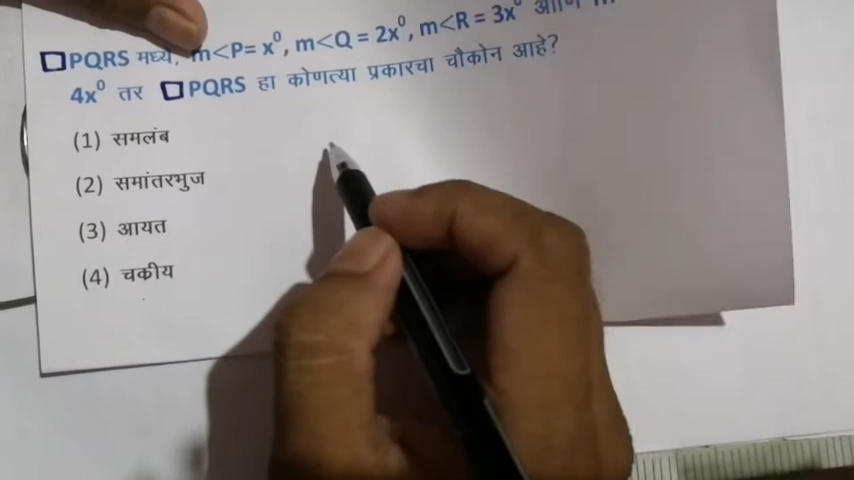 PQRS मध्ये, m<P= x⁰, m<Q = 2x⁰, m<R = 3x⁰ आणि
4x⁰ तर PQRS हा कोणत्या प्रकारचा चौकोन आहे?
(1) समलंब
(2) समांतरभुज
(3) आयत
(4) चक्रीय